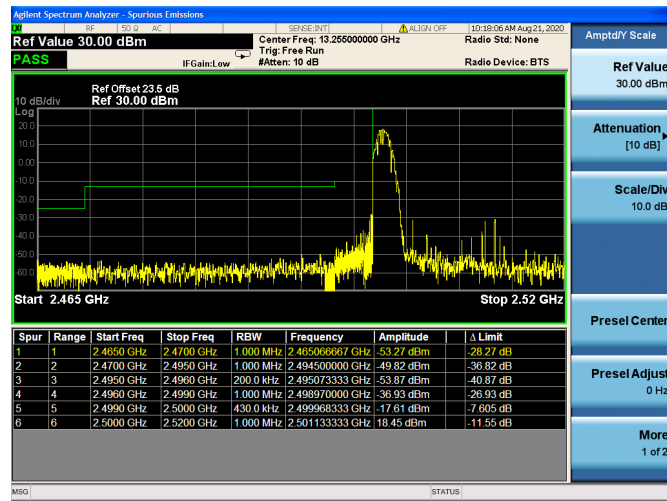 Agilent Spectrum Analyzer - Spurious Emissions
RF 50 Ω AC SENSE:INT ALIGN OFF 10:18:06 AM Aug 21, 2020
Ref Value 30.00 dBm Center Freq: 13.255000000 GHz Radio Std: None
Trig: Free Run
PASS IFGain:Low #Atten: 10 dB Radio Device: BTS
Ref Offset 23.5 dB
10 dB/div Ref 30.00 dBm
Log
20.0
10.0
0.00
-10.0
-20.0
-30.0
-40.0
-50.0
-60.0
Start 2.465 GHz Stop 2.52 GHz
Spur Range Start Freq Stop Freq RBW Frequency Amplitude Δ Limit
1 1 2.4650 GHz 2.4700 GHz 1.000 MHz 2.465066667 GHz -53.27 dBm -28.27 dB
2 2 2.4700 GHz 2.4950 GHz 1.000 MHz 2.494500000 GHz -49.82 dBm -36.82 dB
3 3 2.4950 GHz 2.4960 GHz 200.0 kHz 2.495073333 GHz -53.87 dBm -40.87 dB
4 4 2.4960 GHz 2.4990 GHz 1.000 MHz 2.498970000 GHz -36.93 dBm -26.93 dB
5 5 2.4990 GHz 2.5000 GHz 430.0 kHz 2.499968333 GHz -17.61 dBm -7.605 dB
6 6 2.5000 GHz 2.5200 GHz 1.000 MHz 2.501133333 GHz 18.45 dBm -11.55 dB
MSG STATUS
Amptd/Y Scale
Ref Value
30.00 dBm
Attenuation
[10 dB]
Scale/Div
10.0 dB
Presel Center
Presel Adjust
0 Hz
More
1 of 2